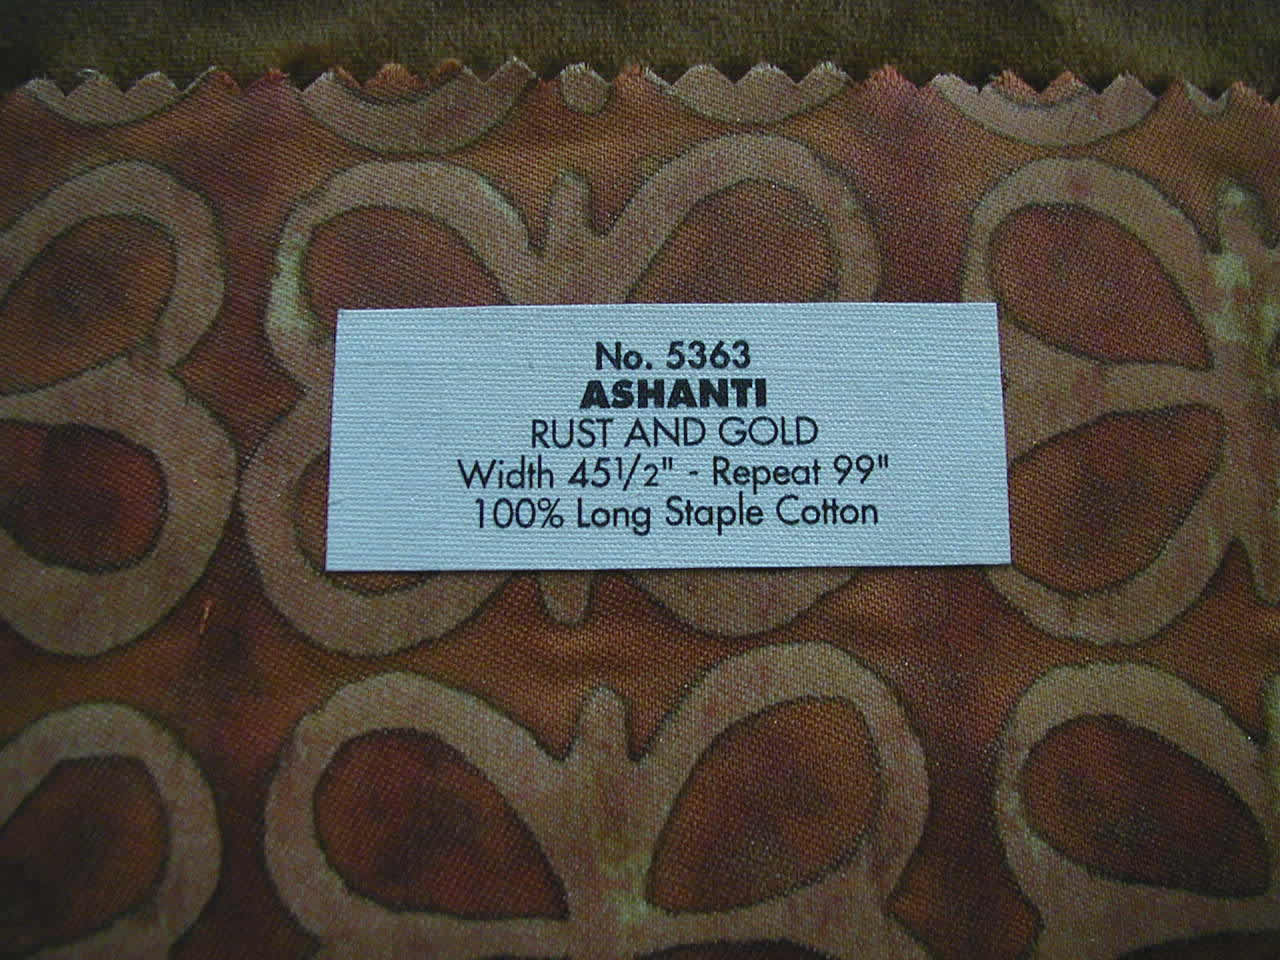 No. 5363
ASHANTI
RUST AND GOLD
Width 45 1/2" - Repeat 99"
100% Long Staple Cotton